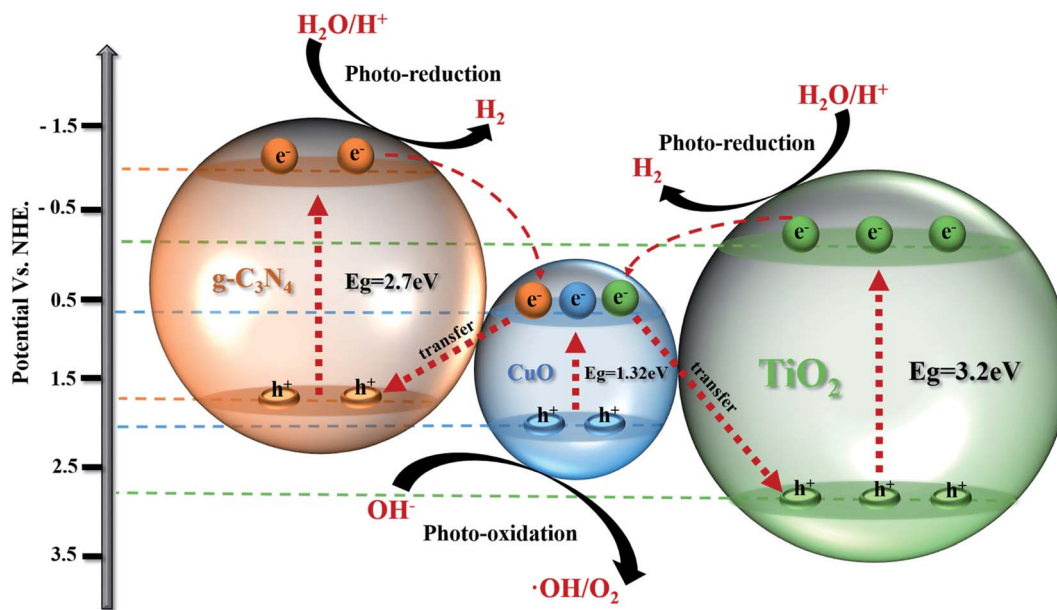 H₂O/H⁺
Photo-reduction
H₂
H₂O/H⁺
Photo-reduction
H₂
Potential Vs. NHE.
- 1.5
- 0.5
0.5
1.5
2.5
3.5
e⁻ e⁻
g-C₃N₄
Eg=2.7eV
h⁺ h⁺
e⁻ e⁻ e⁻
transfer
CuO
Eg=1.32eV
h⁺ h⁺
transfer
e⁻ e⁻ e⁻
TiO₂
Eg=3.2eV
h⁺ h⁺ h⁺
OH⁻
Photo-oxidation
·OH/O₂